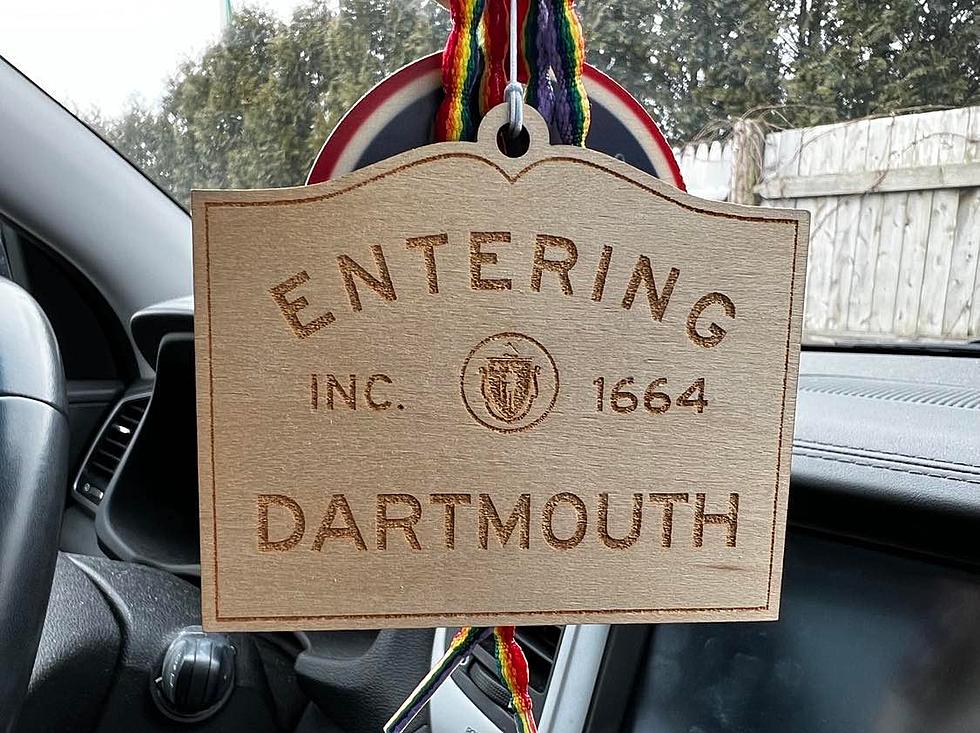 ENTERING
INC. 1664
DARTMOUTH